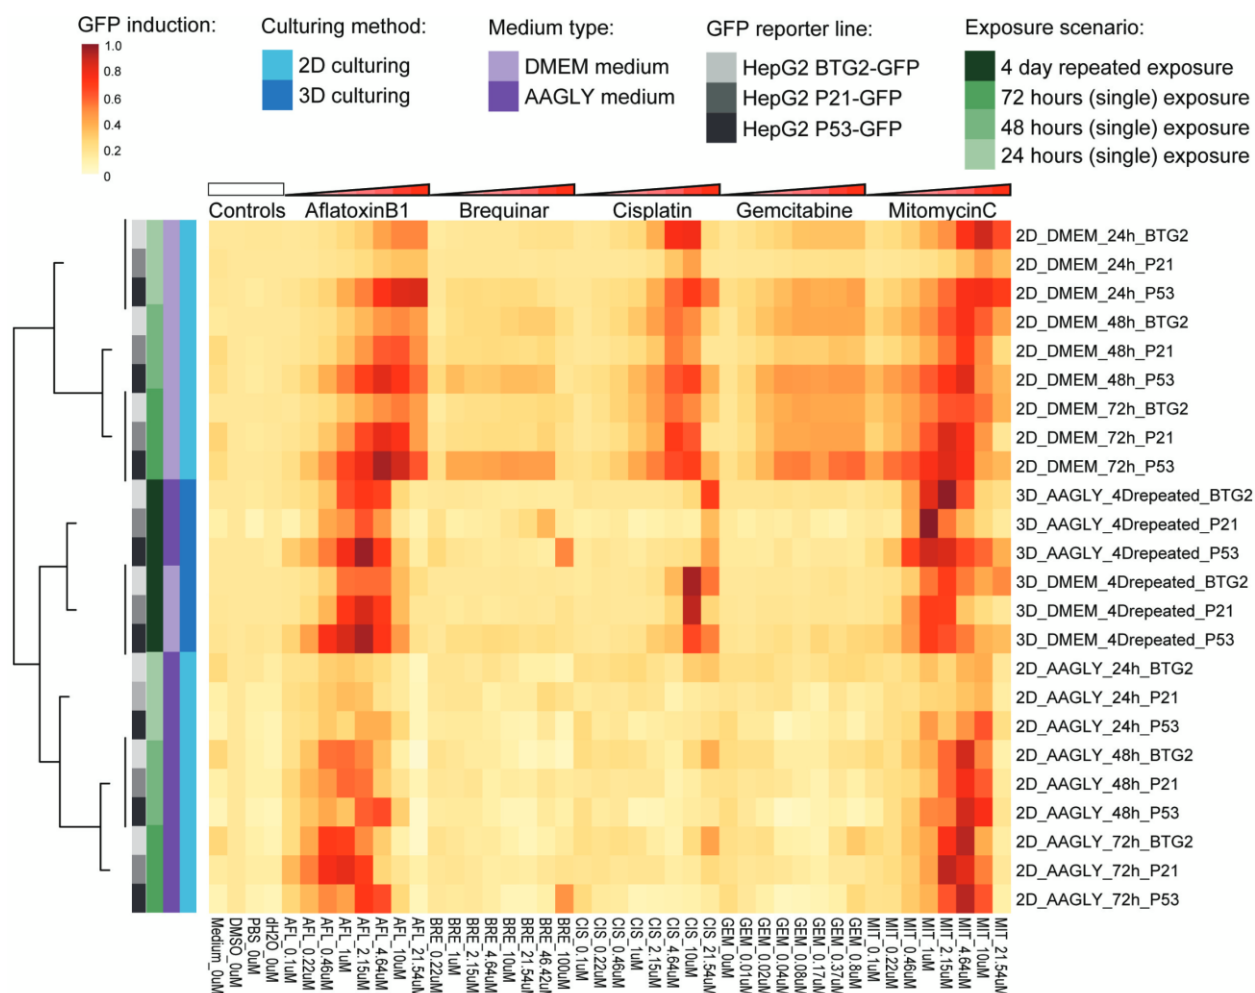 GFP induction:
1.0
0.8
0.6
0.4
0.2
0
Culturing method:
2D culturing
3D culturing
Medium type:
DMEM medium
AAGLY medium
GFP reporter line:
HepG2 BTG2-GFP
HepG2 P21-GFP
HepG2 P53-GFP
Exposure scenario:
4 day repeated exposure
72 hours (single) exposure
48 hours (single) exposure
24 hours (single) exposure
Controls AflatoxinB1 Brequinar Cisplatin Gemcitabine MitomycinC
2D_DMEM_24h_BTG2
2D_DMEM_24h_P21
2D_DMEM_24h_P53
2D_DMEM_48h_BTG2
2D_DMEM_48h_P21
2D_DMEM_48h_P53
2D_DMEM_72h_BTG2
2D_DMEM_72h_P21
2D_DMEM_72h_P53
3D_AAGLY_4Drepeated_BTG2
3D_AAGLY_4Drepeated_P21
3D_AAGLY_4Drepeated_P53
3D_DMEM_4Drepeated_BTG2
3D_DMEM_4Drepeated_P21
3D_DMEM_4Drepeated_P53
2D_AAGLY_24h_BTG2
2D_AAGLY_24h_P21
2D_AAGLY_24h_P53
2D_AAGLY_48h_BTG2
2D_AAGLY_48h_P21
2D_AAGLY_48h_P53
2D_AAGLY_72h_BTG2
2D_AAGLY_72h_P21
2D_AAGLY_72h_P53
Medium_0uM
DMSO_0uM
PBS_0uM
dH2O_0uM
AFL_0.1uM
AFL_0.22uM
AFL_0.46uM
AFL_1uM
AFL_2.15uM
AFL_4.64uM
AFL_10uM
AFL_21.54uM
BRE_0.22uM
BRE_1uM
BRE_2.15uM
BRE_4.64uM
BRE_10uM
BRE_21.54uM
BRE_46.42uM
BRE_100uM
CIS_0.1uM
CIS_0.22uM
CIS_0.46uM
CIS_1uM
CIS_2.15uM
CIS_4.64uM
CIS_10uM
CIS_21.54uM
GEM_0uM
GEM_0.01uM
GEM_0.02uM
GEM_0.04uM
GEM_0.08uM
GEM_0.17uM
GEM_0.37uM
GEM_0.8uM
MIT_0.1uM
MIT_0.22uM
MIT_0.46uM
MIT_1uM
MIT_2.15uM
MIT_4.64uM
MIT_10uM
MIT_21.54uM